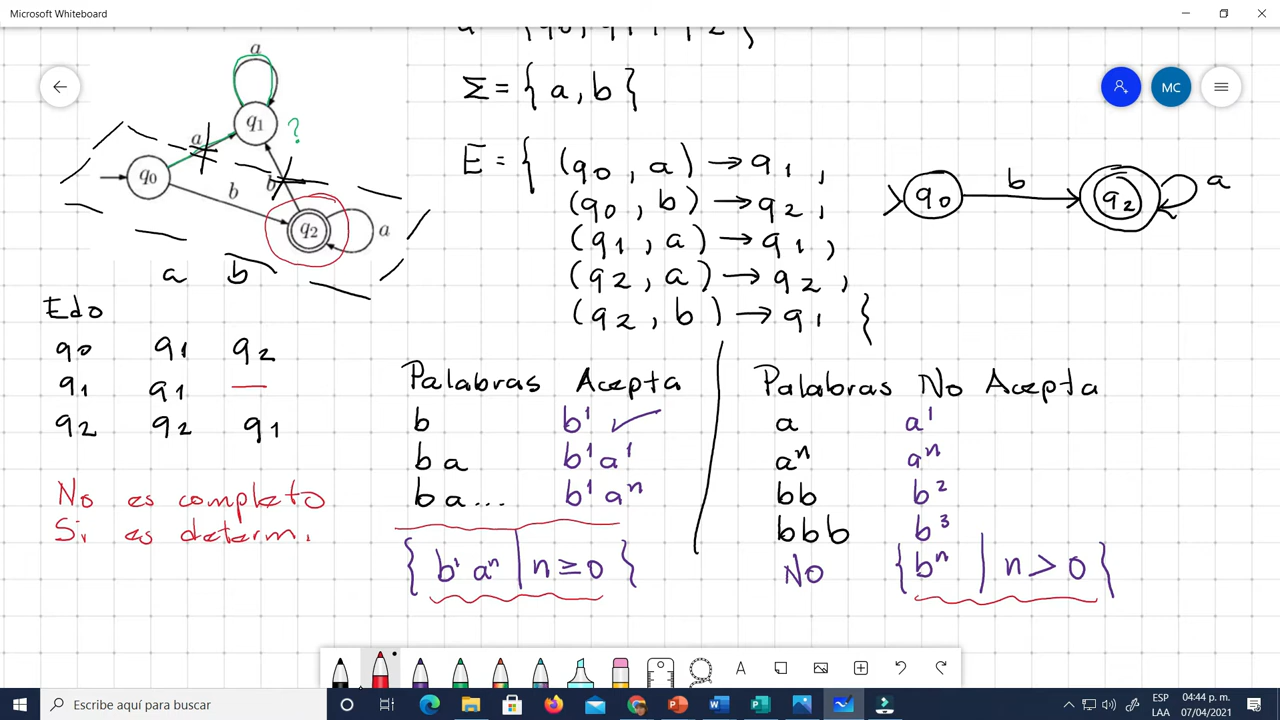 Microsoft Whiteboard
MC
Σ = { a , b }
E = { (q0 , a) → q1 ,
(q0 , b) → q2 ,
(q1 , a) → q1 ,
(q2 , a) → q2 ,
(q2 , b) → q1 }
a
q1
?
a
q0
b
b
q2
a
q0
b
q2
a
a b
Edo
q0 q1 q2
q1 q1 —
q2 q2 q1
No es completo
Si es determ.
Palabras Acepta
b b¹ ✓
b a b¹ a¹
b a... b¹ aⁿ
{ b¹ aⁿ | n ≥ 0 }
Palabras No Acepta
a a¹
aⁿ aⁿ
bb b²
bbb b³
NO { bⁿ | n > 0 }
A
Escribe aquí para buscar
ESP
LAA
04:44 p. m.
07/04/2021